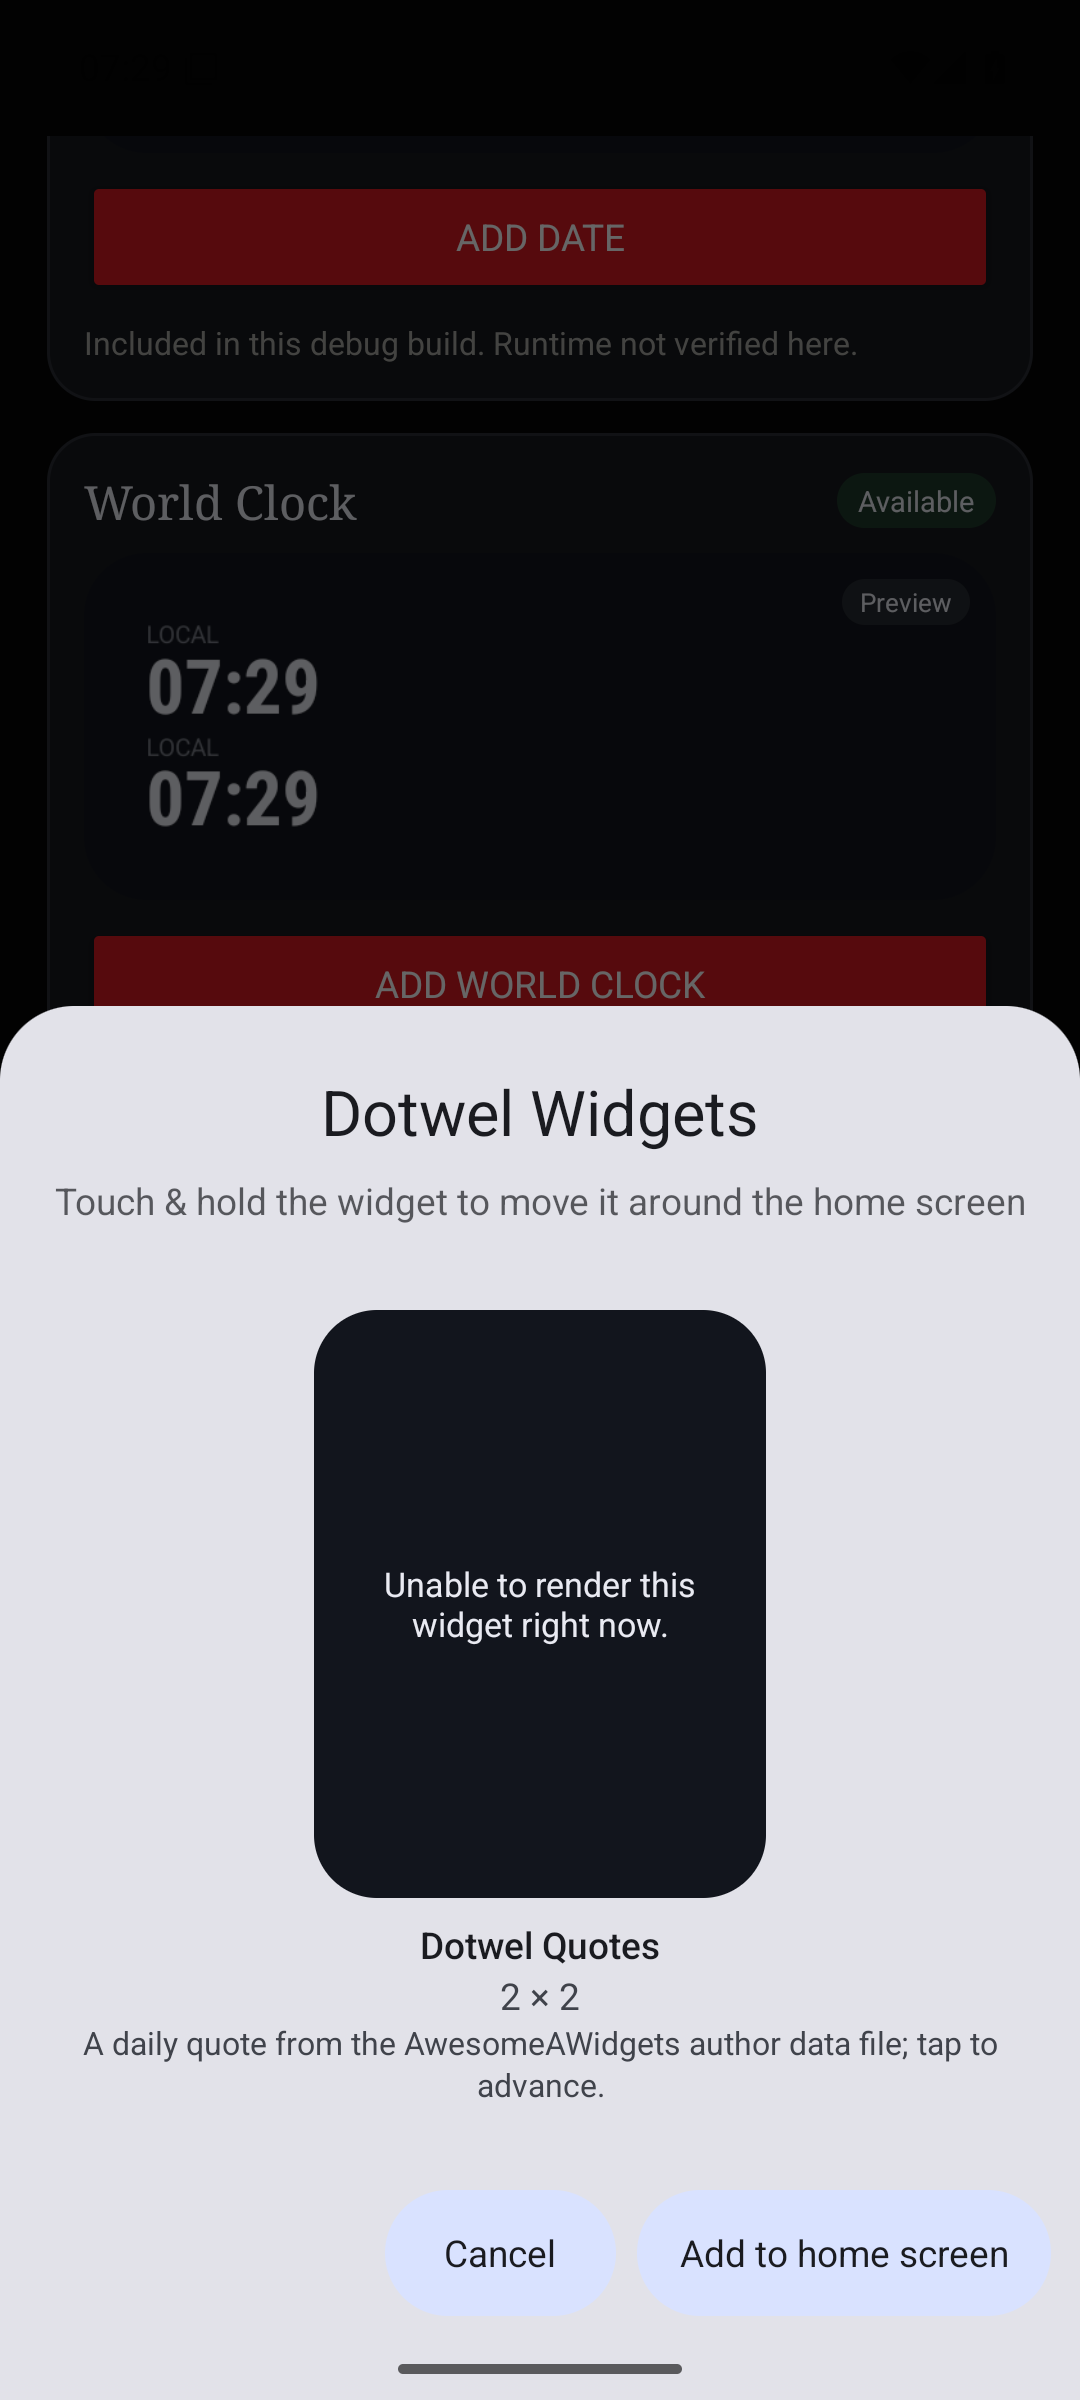 ADD DATE
Included in this debug build. Runtime not verified here.
World Clock
Available
Preview
LOCAL
07:29
LOCAL
07:29
ADD WORLD CLOCK
Dotwel Widgets
Touch & hold the widget to move it around the home screen
Unable to render this
widget right now.
Dotwel Quotes
2 × 2
A daily quote from the AwesomeAWidgets author data file; tap to
advance.
Cancel
Add to home screen